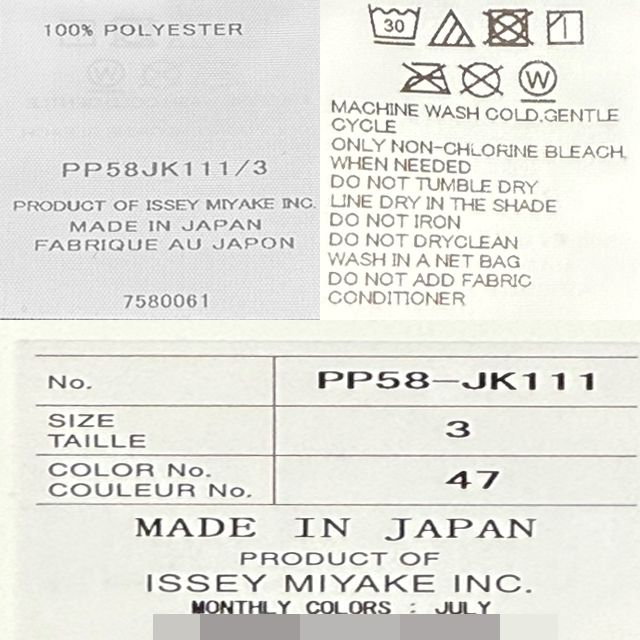 100% POLYESTER
PP58JK111/3
PRODUCT OF ISSEY MIYAKE INC.
MADE IN JAPAN
FABRIQUE AU JAPON
7580061
30
W
MACHINE WASH COLD,GENTLE
CYCLE
ONLY NON-CHLORINE BLEACH,
WHEN NEEDED
DO NOT TUMBLE DRY
LINE DRY IN THE SHADE
DO NOT IRON
DO NOT DRYCLEAN
WASH IN A NET BAG
DO NOT ADD FABRIC
CONDITIONER
No. PP58-JK111
SIZE
TAILLE 3
COLOR No.
COULEUR No. 47
MADE IN JAPAN
PRODUCT OF
ISSEY MIYAKE INC.
MONTHLY COLORS : JULY